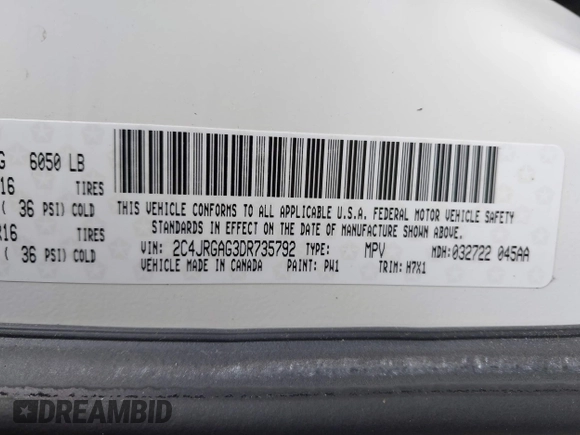 G 6050 LB
16 TIRES
( 36 PSI) COLD
R16 TIRES
( 36 PSI) COLD
THIS VEHICLE CONFORMS TO ALL APPLICABLE U.S.A. FEDERAL MOTOR VEHICLE SAFETY
STANDARDS IN EFFECT ON THE DATE OF MANUFACTURE SHOWN ABOVE.
VIN: 2C4JRGAG3DR735792 TYPE: MPV MDH:032722 045AA
VEHICLE MADE IN CANADA PAINT: PW1 TRIM: H7X1
DREAMBID